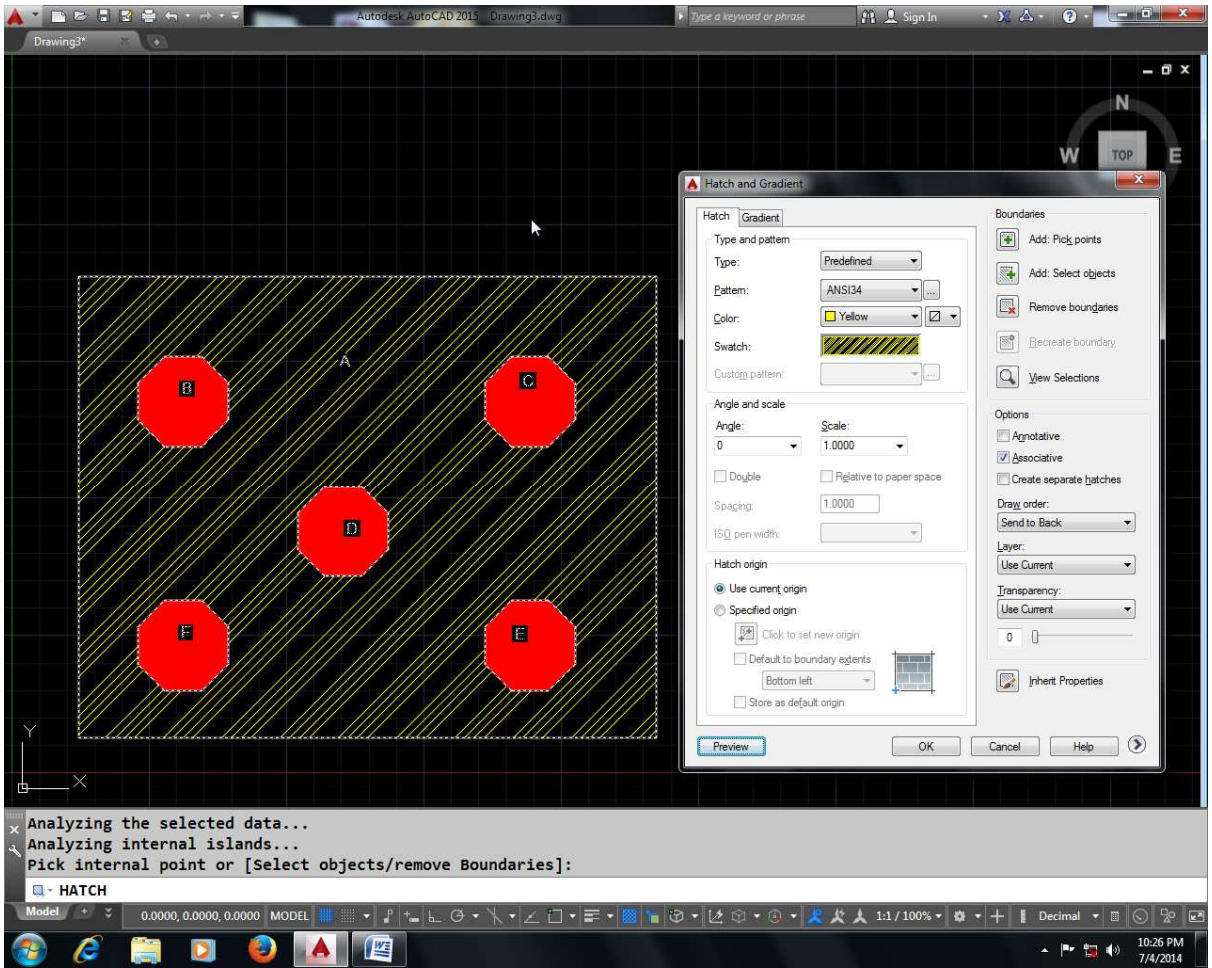 Autodesk AutoCAD 2015 Drawing3.dwg
Type a keyword or phrase
Sign In
Drawing3*
N
W TOP E
A
B
C
D
F
E
Y
X
Hatch and Gradient
Hatch Gradient
Type and pattern
Type: Predefined
Pattern: ANSI34 ...
Color: Yellow
Swatch:
Custom pattern: ...
Angle and scale
Angle: Scale:
0 1.0000
Double Relative to paper space
Spacing: 1.0000
ISO pen width:
Hatch origin
Use current origin
Specified origin
Click to set new origin
Default to boundary extents
Bottom left
Store as default origin
Boundaries
Add: Pick points
Add: Select objects
Remove boundaries
Recreate boundary
View Selections
Options
Annotative
Associative
Create separate hatches
Draw order:
Send to Back
Layer:
Use Current
Transparency:
Use Current
0
Inherit Properties
Preview OK Cancel Help
Analyzing the selected data...
Analyzing internal islands...
Pick internal point or [Select objects/remove Boundaries]:
HATCH
Model 0.0000, 0.0000, 0.0000 MODEL 1:1 / 100% Decimal
10:26 PM
7/4/2014